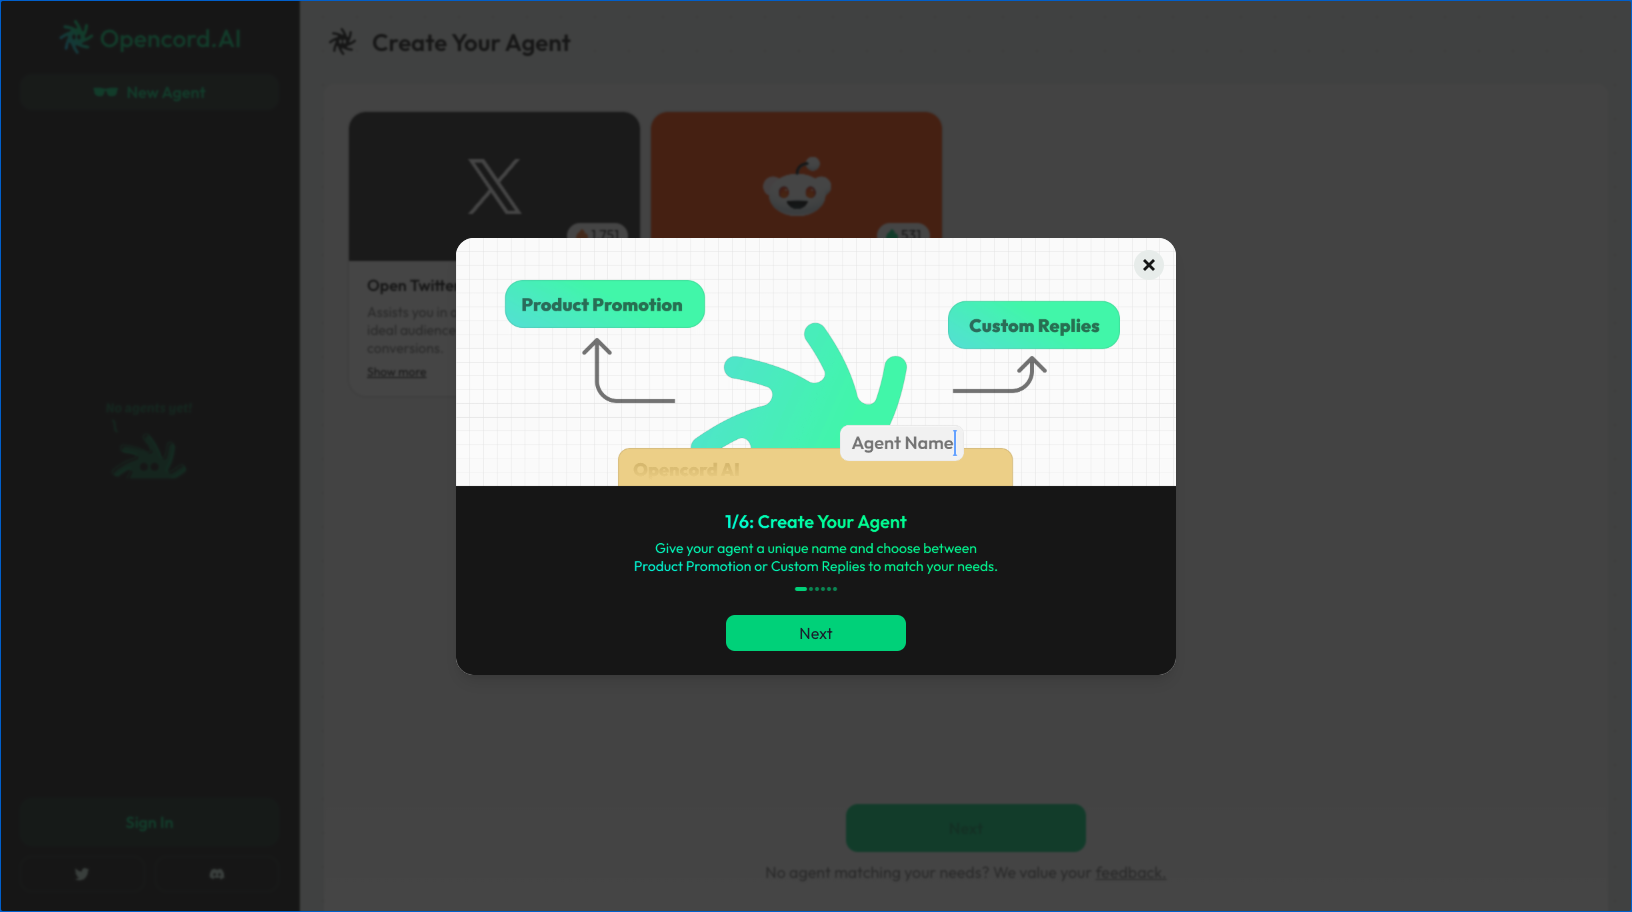 Opencord.AI
New Agent
No agents yet!
Sign In
Create Your Agent
1,751
531
Open Twitter
Assists you in
ideal audience
conversions.
Show more
Product Promotion
Custom Replies
Agent Name
Opencord AI
1/6: Create Your Agent
Give your agent a unique name and choose between
Product Promotion or Custom Replies to match your needs.
Next
Next
No agent matching your needs? We value your feedback.